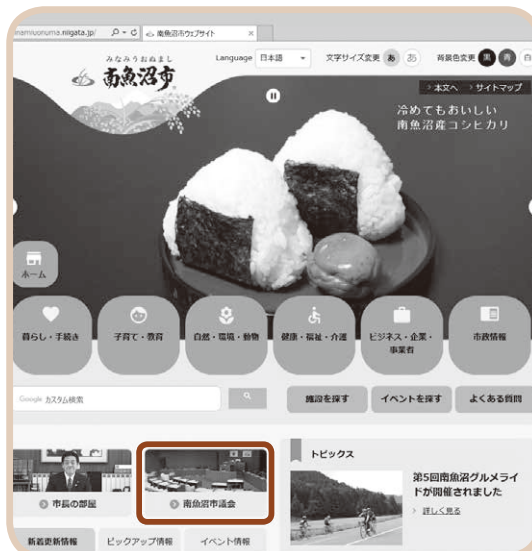 inamiuonuma.niigata.jp/
南魚沼市ウェブサイト
みなみうおぬまし
南魚沼市
Language 日本語
文字サイズ変更 あ あ
背景色変更 黒 青 白
> 本文へ > サイトマップ
冷めてもおいしい
南魚沼産コシヒカリ
ホーム
暮らし・手続き
子育て・教育
自然・環境・動物
健康・福祉・介護
ビジネス・企業・
事業者
市政情報
Google カスタム検索
施設を探す
イベントを探す
よくある質問
市長の部屋
南魚沼市議会
トピックス
第5回南魚沼グルメライ
ドが開催されました
> 詳しく見る
新着更新情報
ピックアップ情報
イベント情報